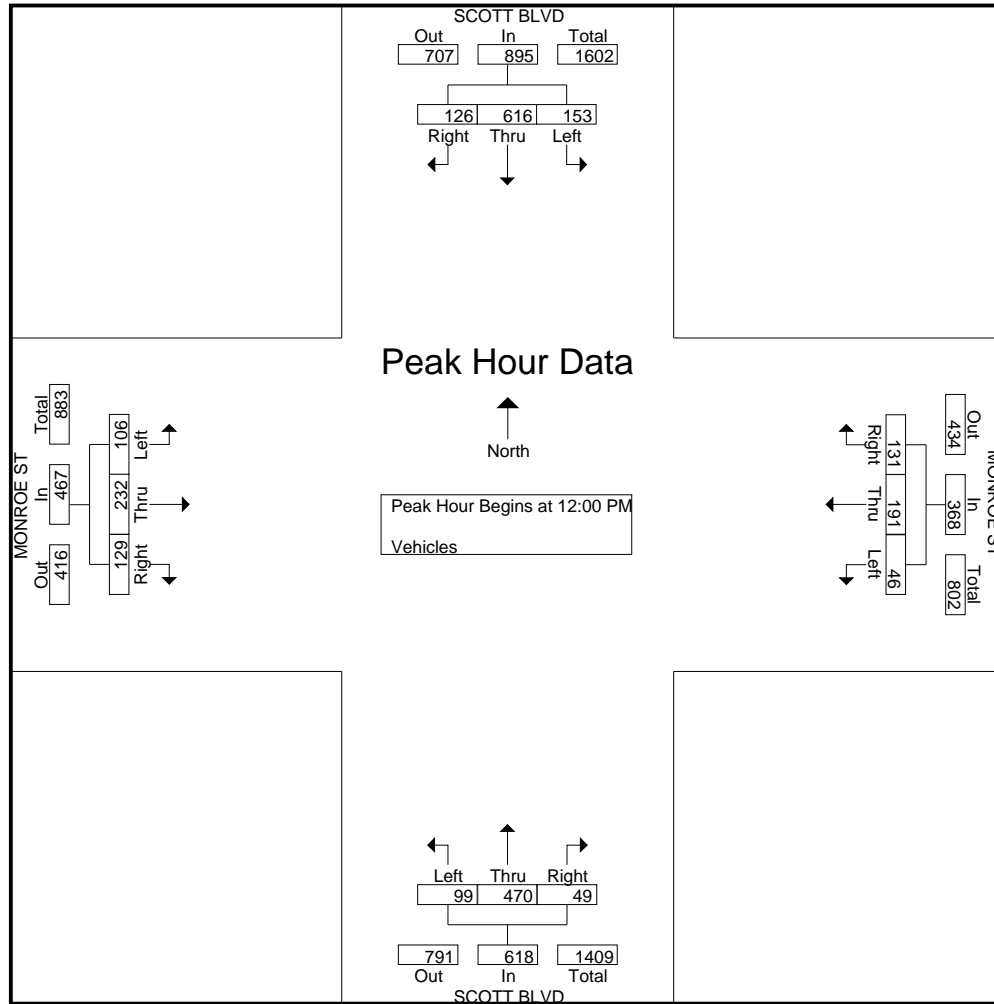 SCOTT BLVD
Out In Total
707 895 1602
126 616 153
Right Thru Left
Peak Hour Data
North
Peak Hour Begins at 12:00 PM
Vehicles
MONROE ST
Out In Total
416 467 883
Right Thru Left
129 232 106
MONROE ST
Out In Total
434 368 802
131 191 46
Right Thru Left
Left Thru Right
99 470 49
791 618 1409
Out In Total
SCOTT BLVD